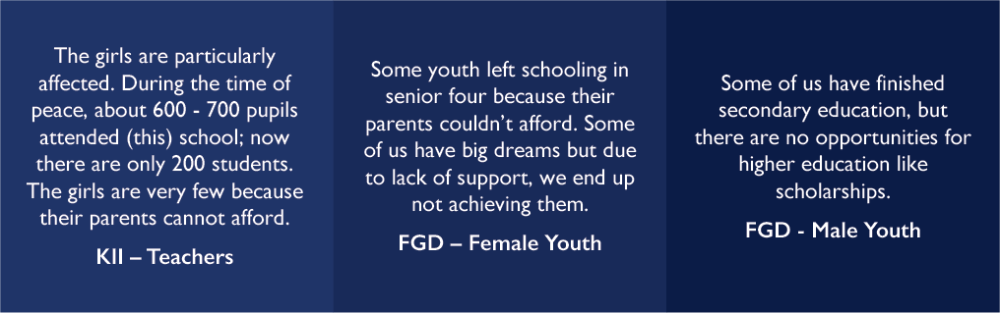 The girls are particularly
affected. During the time of
peace, about 600 - 700 pupils
attended (this) school; now
there are only 200 students.
The girls are very few because
their parents cannot afford.
KII – Teachers
Some youth left schooling in
senior four because their
parents couldn't afford. Some
of us have big dreams but due
to lack of support, we end up
not achieving them.
FGD – Female Youth
Some of us have finished
secondary education, but
there are no opportunities for
higher education like
scholarships.
FGD - Male Youth